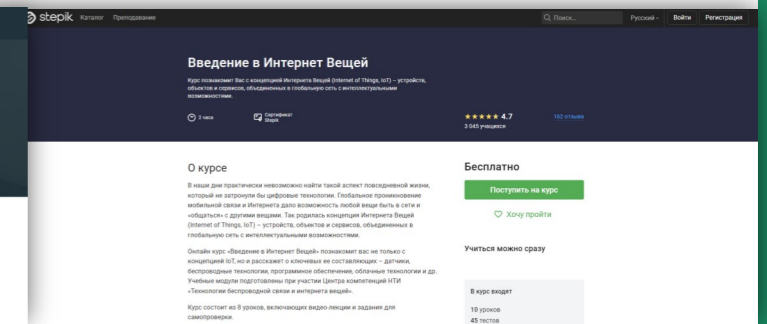 stepik Каталог Преподавание Поиск... Русский Войти Регистрация
Введение в Интернет Вещей
Курс познакомит Вас с концепцией Интернета Вещей (Internet of Things, IoT) – устройств,
объектов и сервисов, объединенных в глобальную сеть с интеллектуальными
возможностями.
2 часа
Сертификат
Stepik
4.7
162 отзыва
3 045 учащихся
О курсе
В наши дни практически невозможно найти такой аспект повседневной жизни,
который не затронули бы цифровые технологии. Глобальное проникновение
мобильной связи и Интернета дало возможность любой вещи быть в сети и
«общаться» с другими вещами. Так родилась концепция Интернета Вещей
(Internet of Things, IoT) – устройств, объектов и сервисов, объединенных в
глобальную сеть с интеллектуальными возможностями.
Онлайн курс «Введение в Интернет Вещей» познакомит вас не только с
концепцией IoT, но и расскажет о ключевых ее составляющих – датчики,
беспроводные технологии, программное обеспечение, облачные технологии и др.
Учебные модули подготовлены при участии Центра компетенций НТИ
«Технологии беспроводной связи и интернета вещей».
Курс состоит из 8 уроков, включающих видео-лекции и задания для
самопроверки.
Бесплатно
Поступить на курс
Хочу пройти
Учиться можно сразу
В курс входят
10 уроков
45 тестов